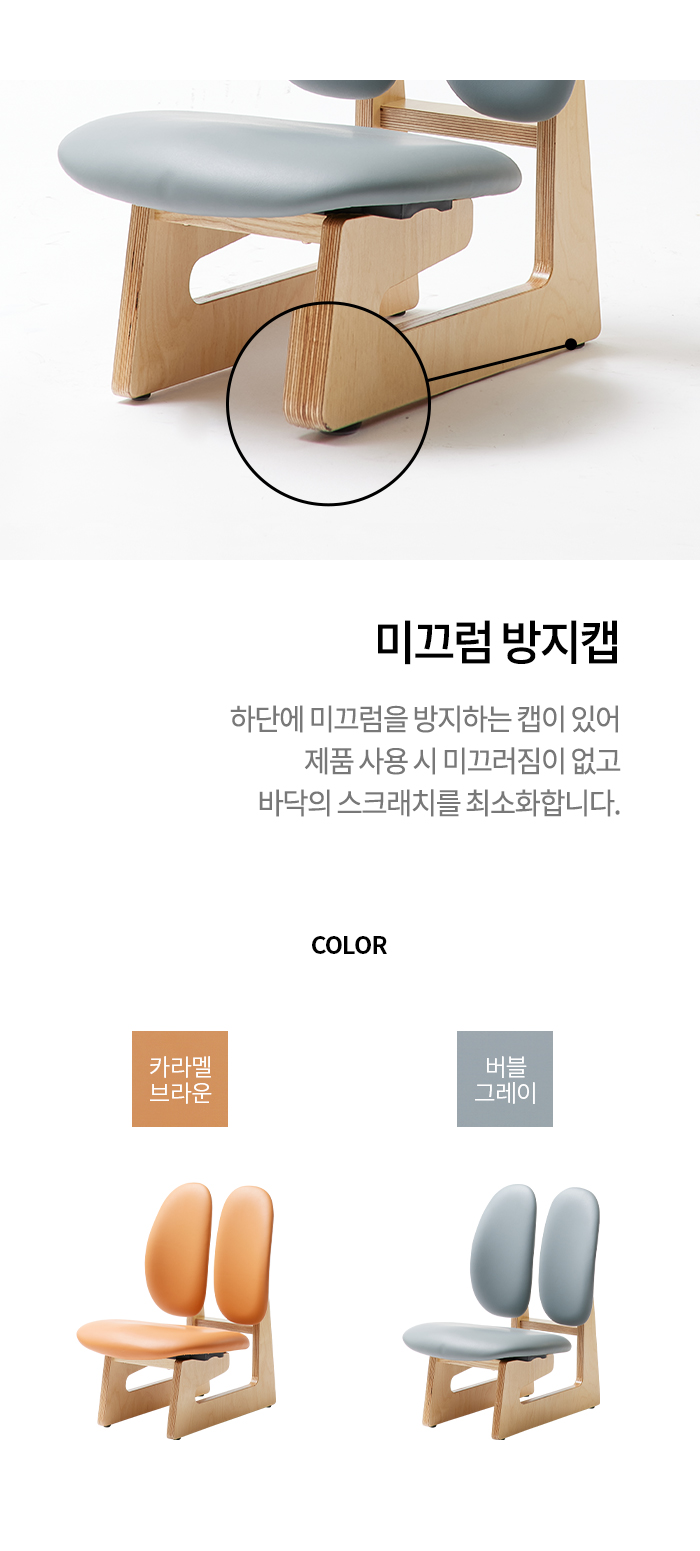 미끄럼 방지캡
하단에 미끄럼을 방지하는 캡이 있어
제품 사용 시 미끄러짐이 없고
바닥의 스크래치를 최소화합니다.
COLOR
카라멜
브라운
버블
그레이